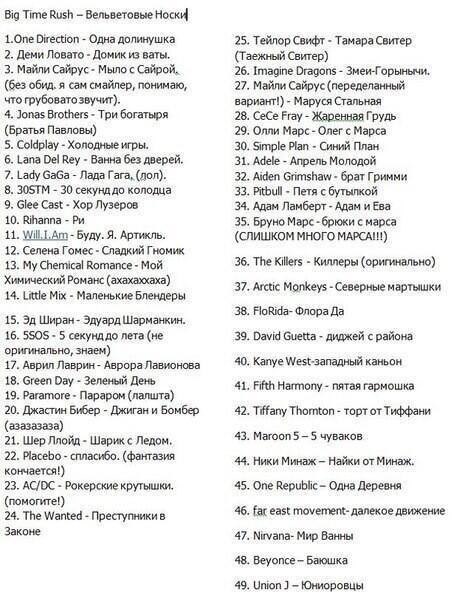 Big Time Rush – Вельветовые Носки
1.One Direction - Одна долинушка
2. Деми Ловато - Домик из ваты.
3. Майли Сайрус - Мыло с Сайрой.
(без обид. я сам смайлер, понимаю,
что грубовато звучит).
4. Jonas Brothers - Три богатыря
(Братья Павловы)
5. Coldplay - Холодные игры.
6. Lana Del Rey - Ванна без дверей.
7. Lady GaGa - Лада Гага, (лол).
8. 30STM - 30 секунд до колодца
9. Glee Cast - Хор Лузеров
10. Rihanna - Ри
11. Will.I.Am - Буду. Я. Артикль.
12. Селена Гомес - Сладкий Гномик
13. My Chemical Romance - Мой
Химический Романс (ахахаххаха)
14. Little Mix - Маленькие Блендеры
15. Эд Ширан - Эдуард Шарманкин.
16. 5SOS - 5 секунд до лета (не
оригинально, знаем)
17. Аврил Лаврин - Аврора Лавионова
18. Green Day - Зеленый День
19. Paramore - Параром (лалшта)
20. Джастин Бибер - Джиган и Бомбер
(азазазаза)
21. Шер Ллойд - Шарик с Ледом.
22. Placebo - спласибо. (фантазия
кончается!)
23. AC/DC - Рокерские крутышки.
(помогите!)
24. The Wanted - Преступники в
Законе
25. Тейлор Свифт - Тамара Свитер
(Таежный Свитер)
26. Imagine Dragons - Змеи-Горынычи.
27. Майли Сайрус (переделанный
вариант!) - Маруся Стальная
28. CeCe Fray - Жаренная Грудь
29. Олли Марс - Олег с Марса
30. Simple Plan - Синий План
31. Adele - Апрель Молодой
32. Aiden Grimshaw - брат Гримми
33. Pitbull - Петя с бутылкой
34. Адам Ламберт - Адам и Ева
35. Бруно Марс - брюки с марса
(СЛИШКОМ МНОГО МАРСА!!!)
36. The Killers - Киллеры (оригинально)
37. Arctic Monkeys - Северные мартышки
38. FloRida- Флора Да
39. David Guetta - диджей с района
40. Kanye West-западный каньон
41. Fifth Harmony - пятая гармошка
42. Tiffany Thornton - торт от Тиффани
43. Maroon 5 – 5 чуваков
44. Ники Минаж – Найки от Минаж.
45. One Republic – Одна Деревня
46. far east movement- далекое движение
47. Nirvana- Мир Ванны
48. Beyonce – Баюшка
49. Union J – Юниоровцы